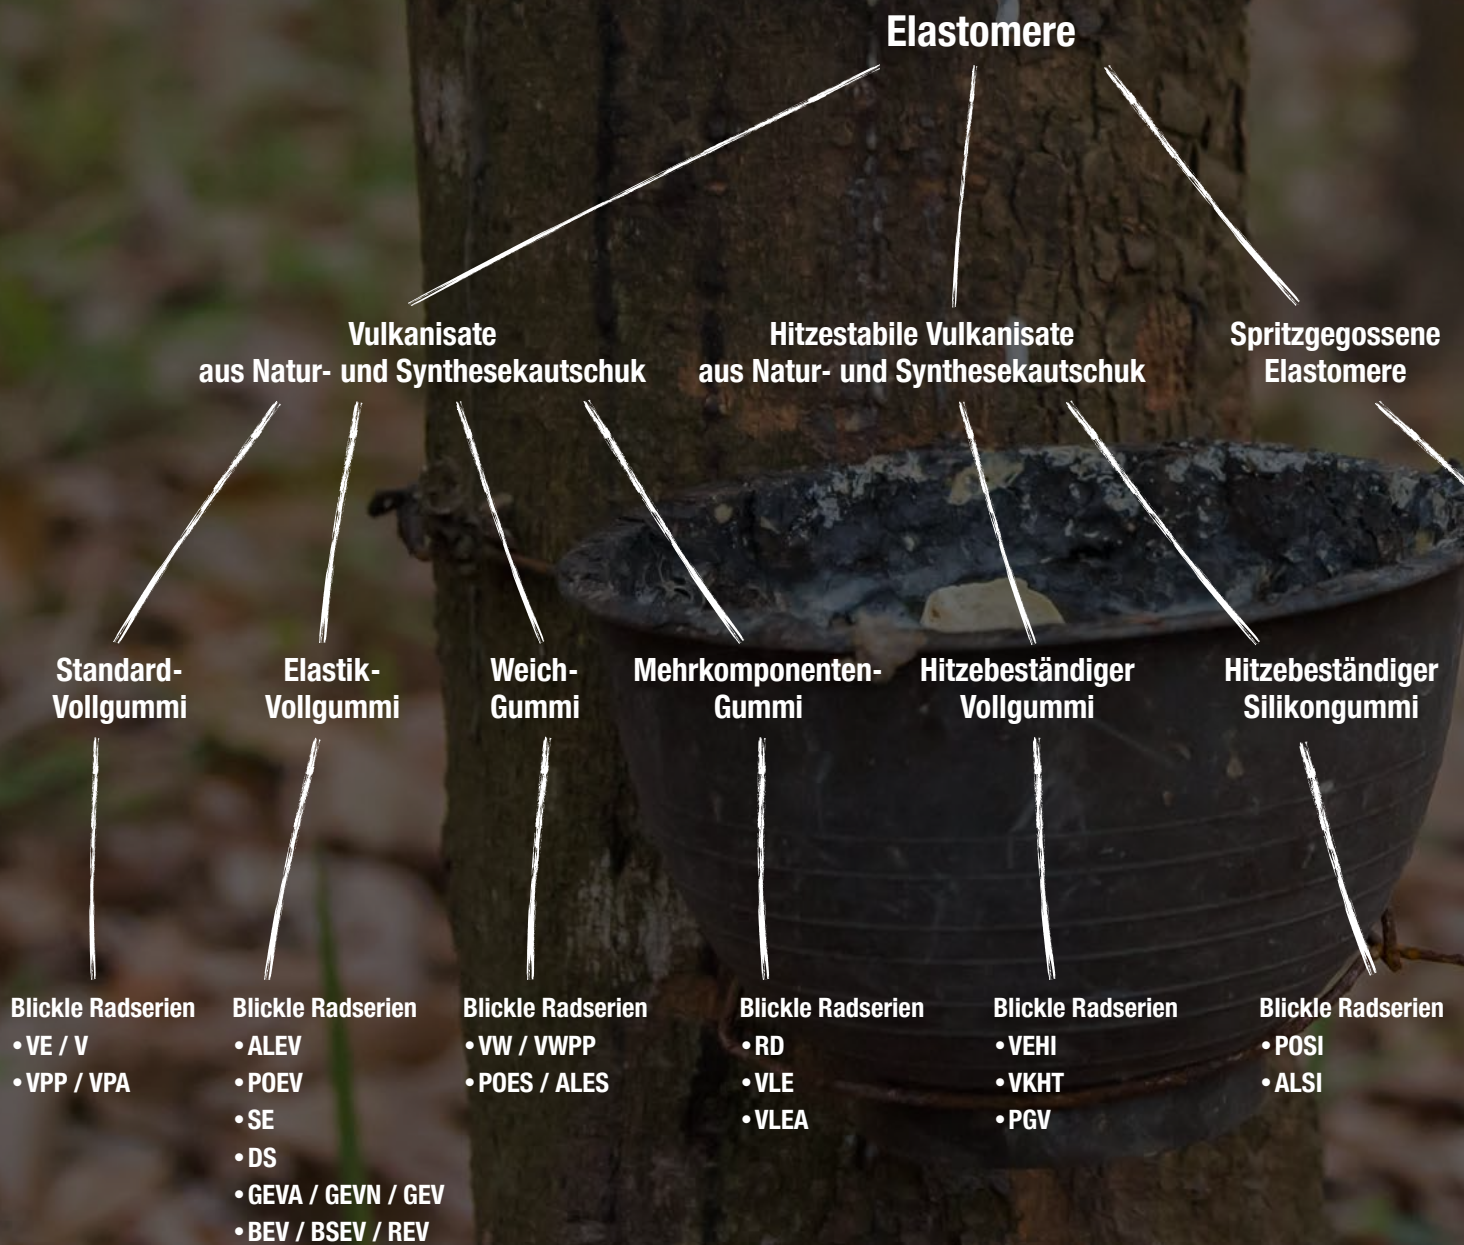 Elastomere
Vulkanisate
aus Natur- und Synthesekautschuk
Hitzestabile Vulkanisate
aus Natur- und Synthesekautschuk
Spritzgegossene
Elastomere
Standard-
Vollgummi
Elastik-
Vollgummi
Weich-
Gummi
Mehrkomponenten-
Gummi
Hitzebeständiger
Vollgummi
Hitzebeständiger
Silikongummi
Blickle Radserien
• VE / V
• VPP / VPA
Blickle Radserien
• ALEV
• POEV
• SE
• DS
• GEVA / GEVN / GEV
• BEV / BSEV / REV
Blickle Radserien
• VW / VWPP
• POES / ALES
Blickle Radserien
• RD
• VLE
• VLEA
Blickle Radserien
• VEHI
• VKHT
• PGV
Blickle Radserien
• POSI
• ALSI